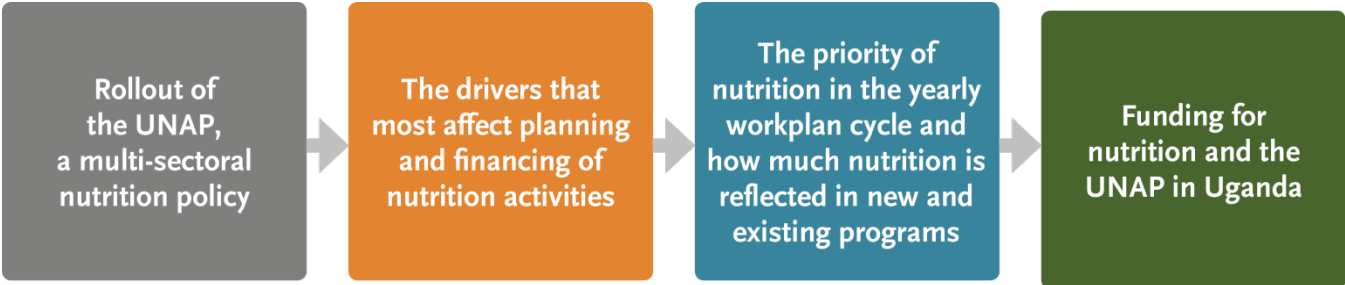 Rollout of
the UNAP,
a multi-sectoral
nutrition policy
The drivers that
most affect planning
and financing of
nutrition activities
The priority of
nutrition in the yearly
workplan cycle and
how much nutrition is
reflected in new and
existing programs
Funding for
nutrition and the
UNAP in Uganda